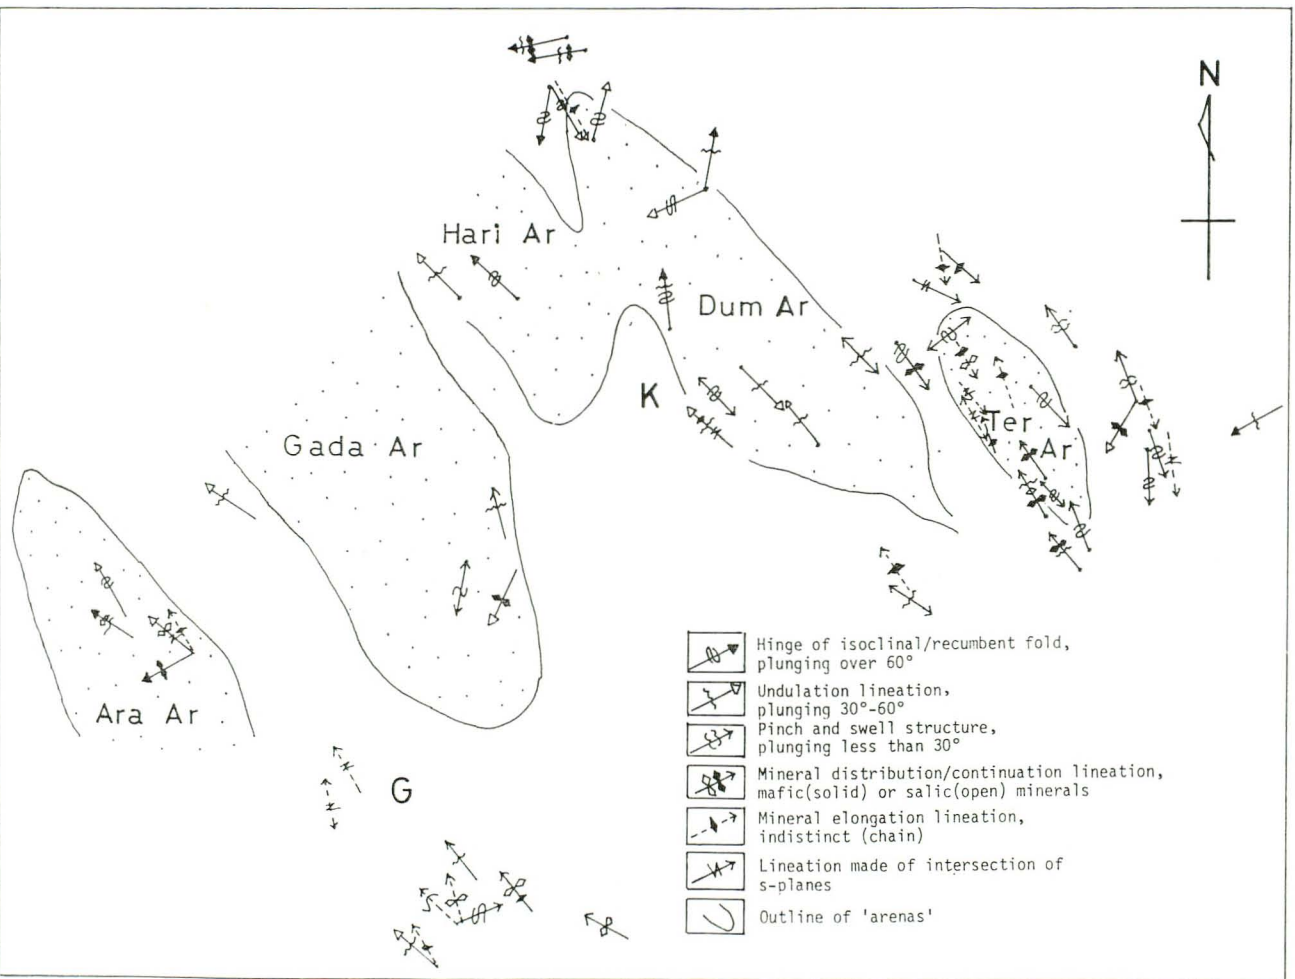 N
Hari Ar
Dum Ar
K
Ter
Ar
Gada Ar
Ara Ar
G
Hinge of isoclinal/recumbent fold,
plunging over 60°
Undulation lineation,
plunging 30°-60°
Pinch and swell structure,
plunging less than 30°
Mineral distribution/continuation lineation,
mafic(solid) or salic(open) minerals
Mineral elongation lineation,
indistinct (chain)
Lineation made of intersection of
s-planes
Outline of 'arenas'